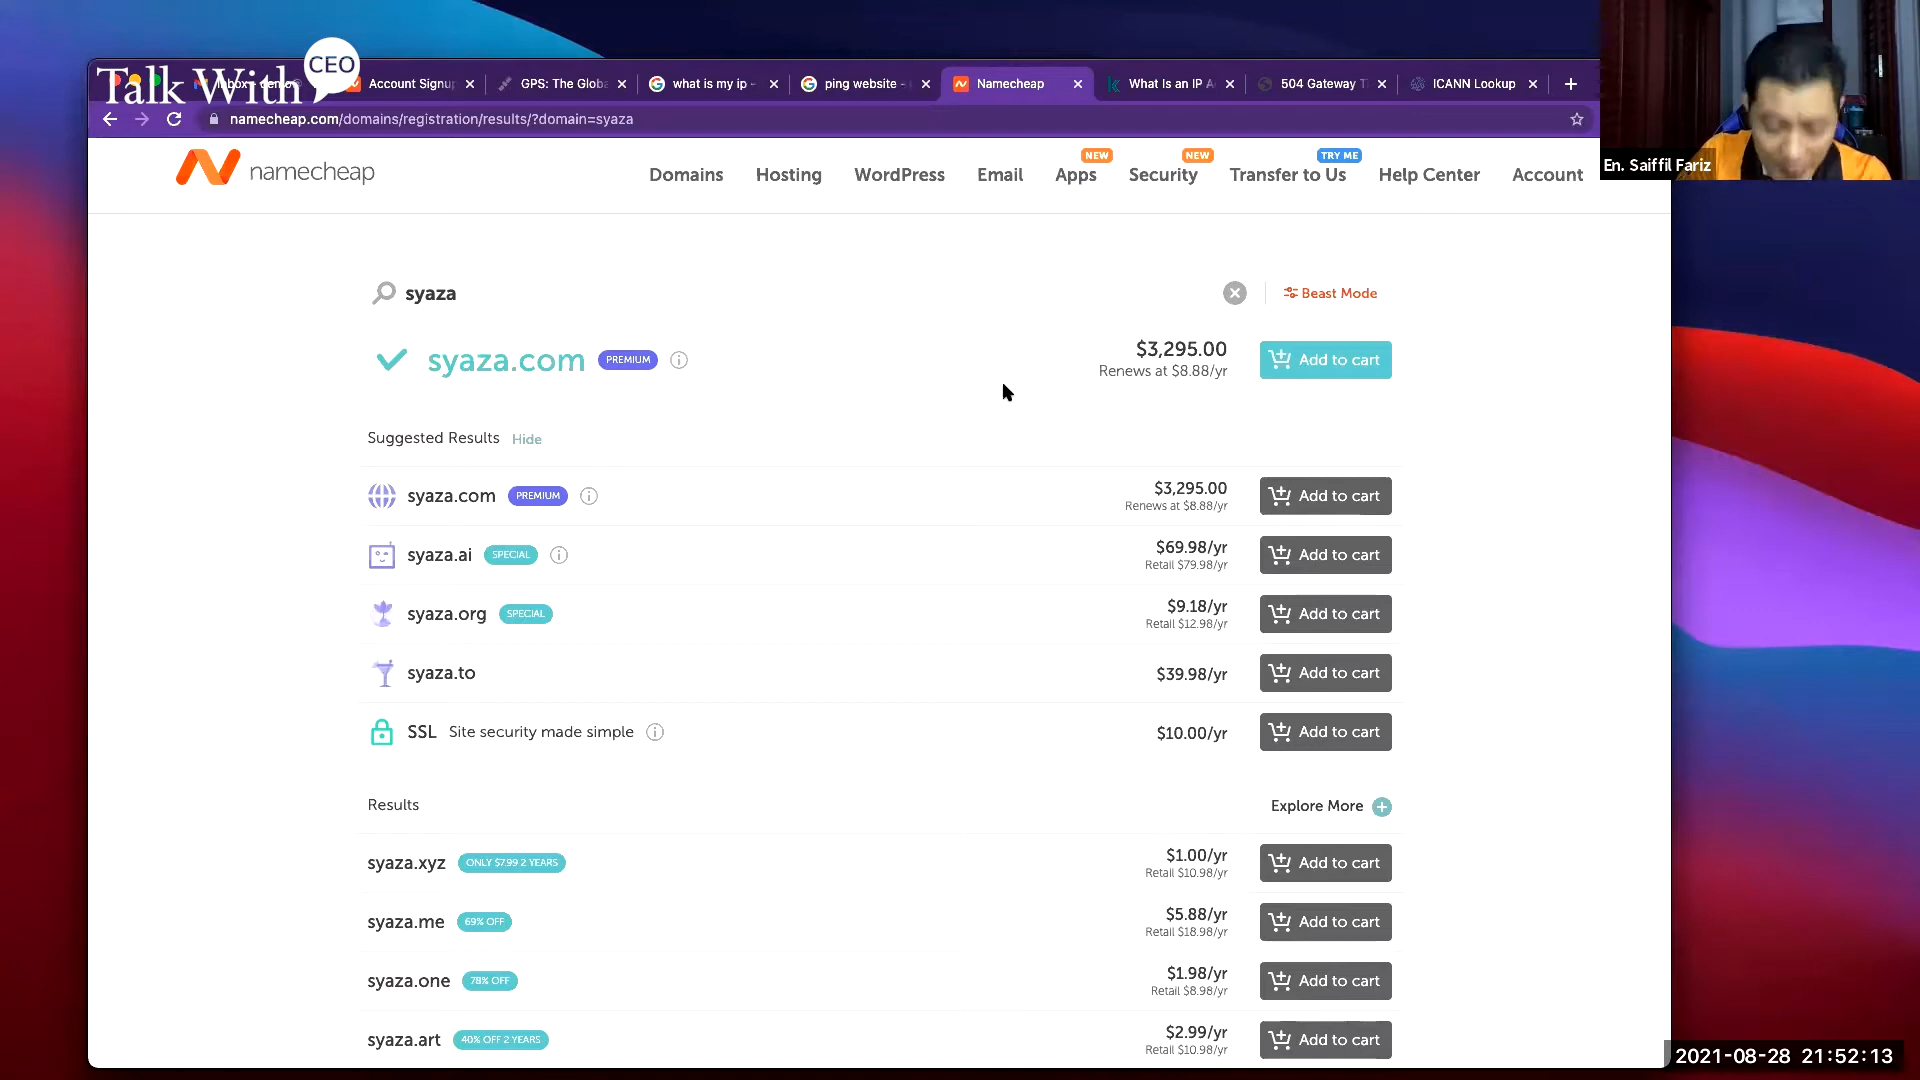 Talk With CEO
Inbox - demo@
Account Signup
GPS: The Globa
what is my ip -
ping website -
Namecheap
What Is an IP A
504 Gateway Ti
ICANN Lookup
namecheap.com/domains/registration/results/?domain=syaza
En. Saiffil Fariz
namecheap
NEW NEW TRY ME
Domains Hosting WordPress Email Apps Security Transfer to Us Help Center Account
syaza
Beast Mode
syaza.com PREMIUM $3,295.00 Add to cart
Renews at $8.88/yr
Suggested Results Hide
syaza.com PREMIUM $3,295.00 Add to cart
Renews at $8.88/yr
syaza.ai SPECIAL $69.98/yr Add to cart
Retail $79.98/yr
syaza.org SPECIAL $9.18/yr Add to cart
Retail $12.98/yr
syaza.to $39.98/yr Add to cart
SSL Site security made simple $10.00/yr Add to cart
Results Explore More
syaza.xyz ONLY $7.99 2 YEARS $1.00/yr Add to cart
Retail $10.98/yr
syaza.me 69% OFF $5.88/yr Add to cart
Retail $18.98/yr
syaza.one 78% OFF $1.98/yr Add to cart
Retail $8.98/yr
syaza.art 40% OFF 2 YEARS $2.99/yr Add to cart
Retail $10.98/yr
2021-08-28 21:52:13